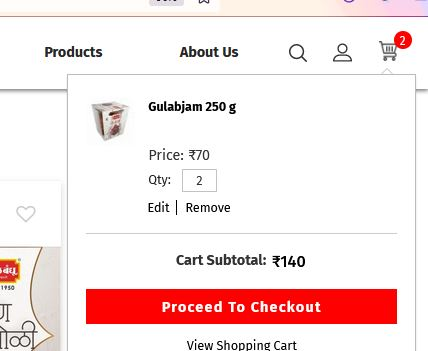 Products About Us 2
Gulabjam 250 g
Price: ₹70
Qty: 2
Edit | Remove
Cart Subtotal: ₹140
Proceed To Checkout
View Shopping Cart
1950